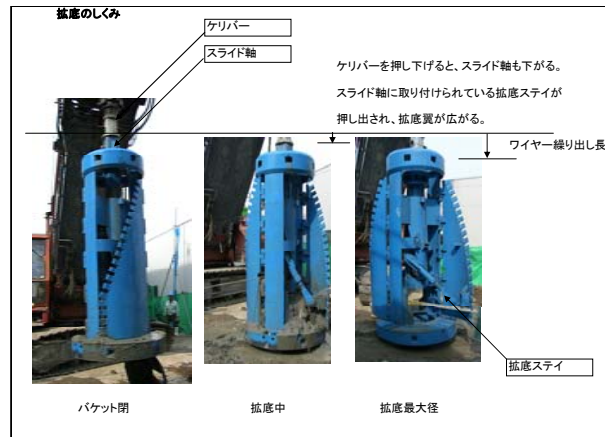 拡底のしくみ
ケリバー
スライド軸
ケリバーを押し下げると、スライド軸も下がる。
スライド軸に取り付けられている拡底ステイが
押し出され、拡底翼が広がる。
ワイヤー繰り出し長
拡底ステイ
バケット閉
拡底中
拡底最大径